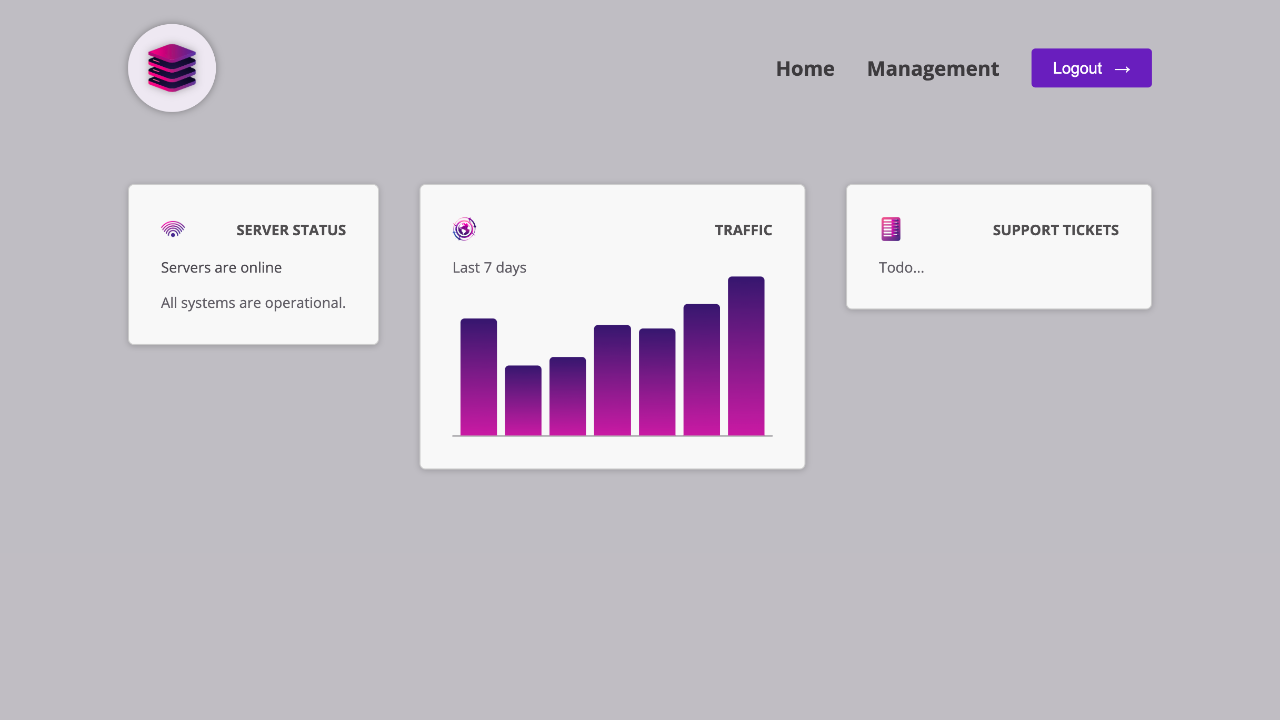 Home
Management
Logout →
SERVER STATUS
Servers are online
All systems are operational.
TRAFFIC
Last 7 days
SUPPORT TICKETS
Todo...